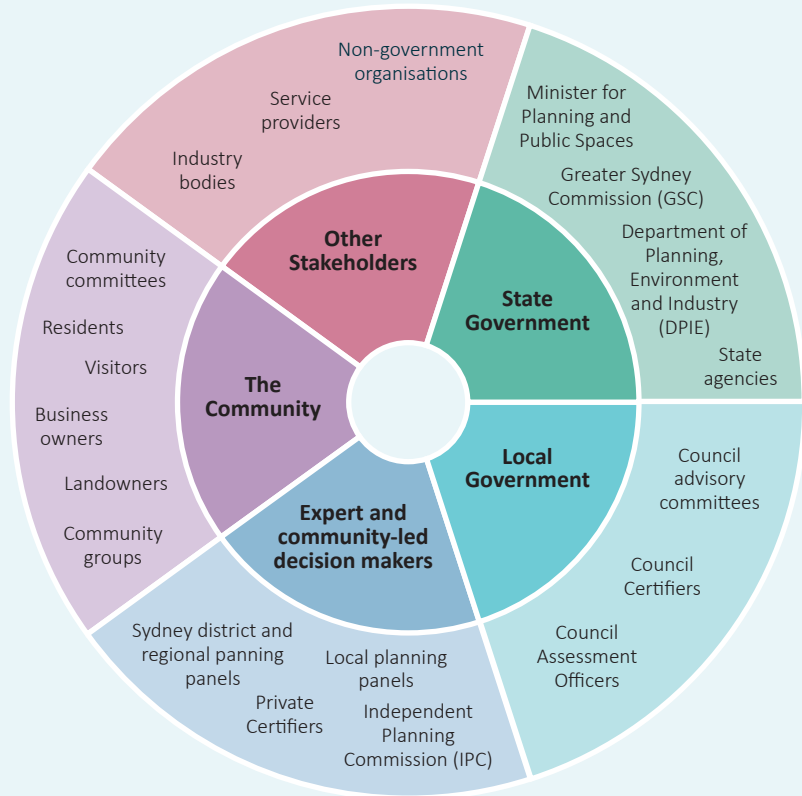 Other
Stakeholders
Non-government
organisations
Service
providers
Industry
bodies
State
Government
Minister for
Planning and
Public Spaces
Greater Sydney
Commission (GSC)
Department of
Planning,
Environment
and Industry
(DPIE)
State
agencies
Local
Government
Council
advisory
committees
Council
Certifiers
Council
Assessment
Officers
Expert and
community-led
decision makers
Sydney district and
regional panning
panels
Local planning
panels
Private
Certifiers
Independent
Planning
Commission (IPC)
The
Community
Community
committees
Residents
Visitors
Business
owners
Landowners
Community
groups